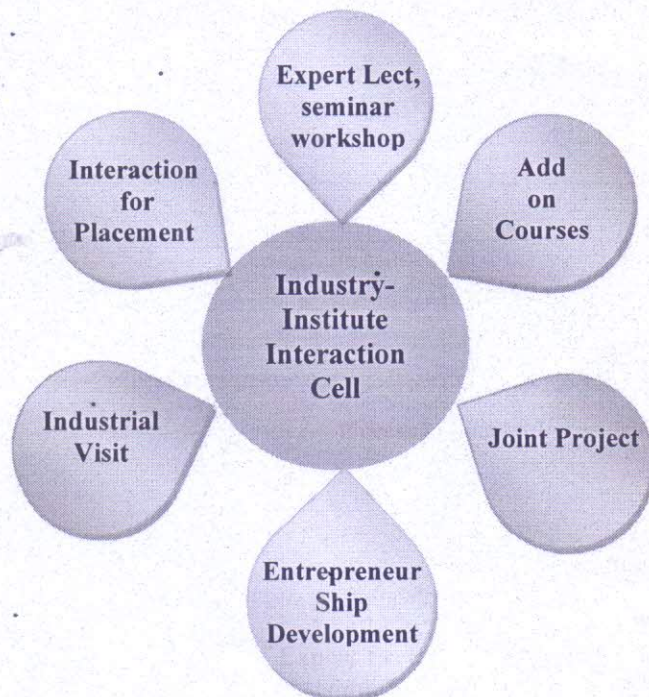 Expert Lect,
seminar
workshop
Interaction
for
Placement
Add
on
Courses
Industry-
Institute
Interaction
Cell
Industrial
Visit
Joint Project
Entrepreneur
Ship
Development